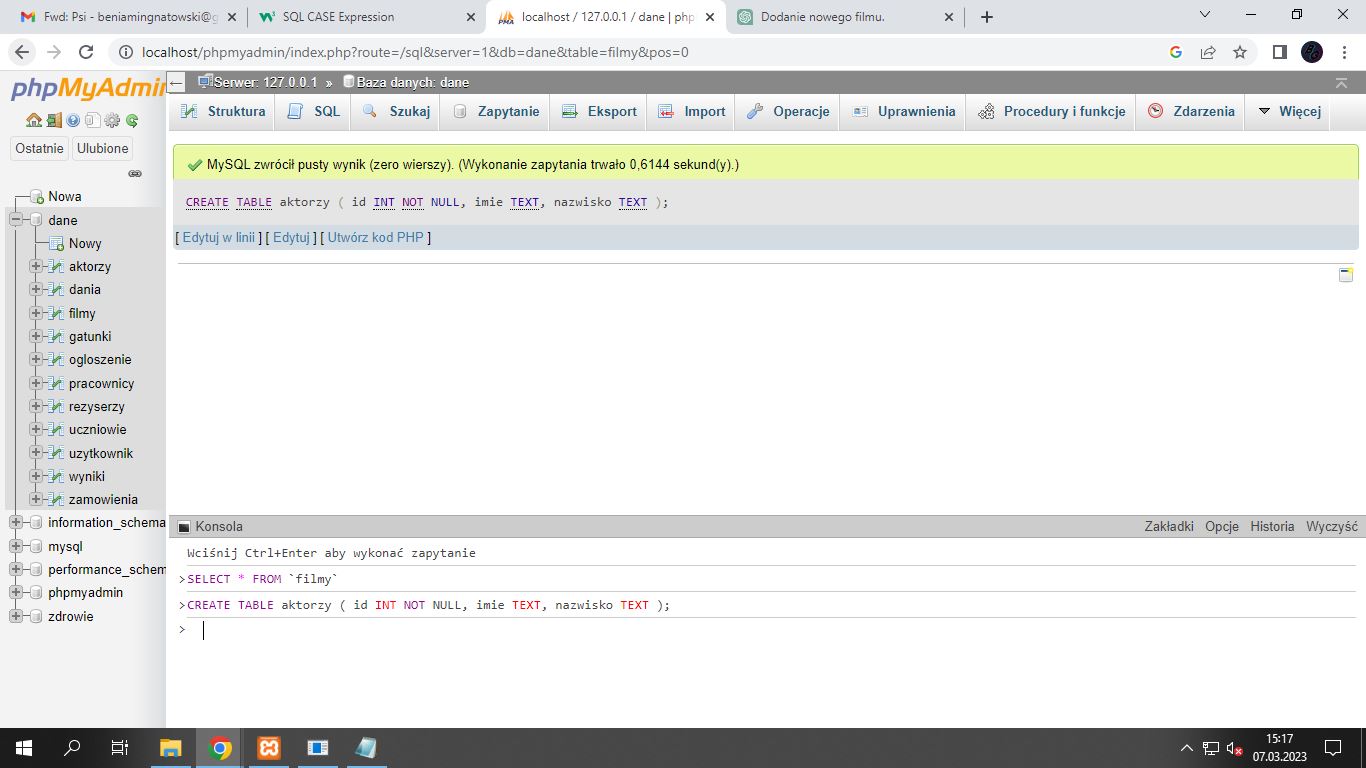 Fwd: Psi - beniamingnatowski@g
SQL CASE Expression
localhost / 127.0.0.1 / dane | php
Dodanie nowego filmu.
localhost/phpmyadmin/index.php?route=/sql&server=1&db=dane&table=filmy&pos=0
phpMyAdmin
Ostatnie
Ulubione
Nowa
dane
Nowy
aktorzy
dania
filmy
gatunki
ogloszenie
pracownicy
rezyserzy
uczniowie
uzytkownik
wyniki
zamowienia
information_schema
mysql
performance_schem
phpmyadmin
zdrowie
Serwer: 127.0.0.1 » Baza danych: dane
Struktura
SQL
Szukaj
Zapytanie
Eksport
Import
Operacje
Uprawnienia
Procedury i funkcje
Zdarzenia
Więcej
MySQL zwrócił pusty wynik (zero wierszy). (Wykonanie zapytania trwało 0,6144 sekund(y).)
CREATE TABLE aktorzy ( id INT NOT NULL, imie TEXT, nazwisko TEXT );
[ Edytuj w linii ] [ Edytuj ] [ Utwórz kod PHP ]
Konsola
Zakładki
Opcje
Historia
Wyczyść
Wciśnij Ctrl+Enter aby wykonać zapytanie
>SELECT * FROM `filmy`
>CREATE TABLE aktorzy ( id INT NOT NULL, imie TEXT, nazwisko TEXT );
>
15:17
07.03.2023